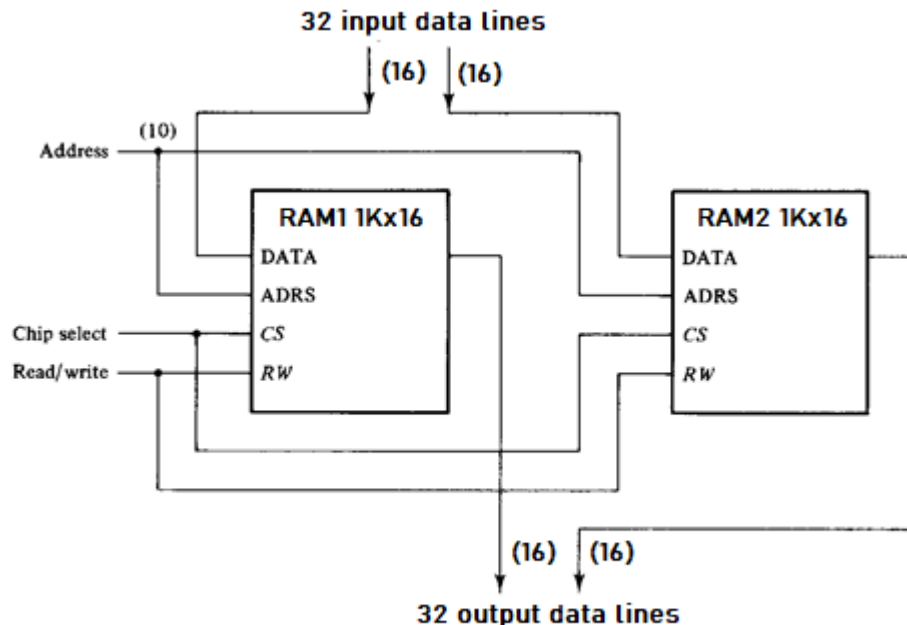 32 input data lines
(16) (16)
(10)
Address
RAM1 1Kx16 RAM2 1Kx16
DATA DATA
ADRS ADRS
Chip select CS CS
Read/write RW RW
(16) (16)
32 output data lines